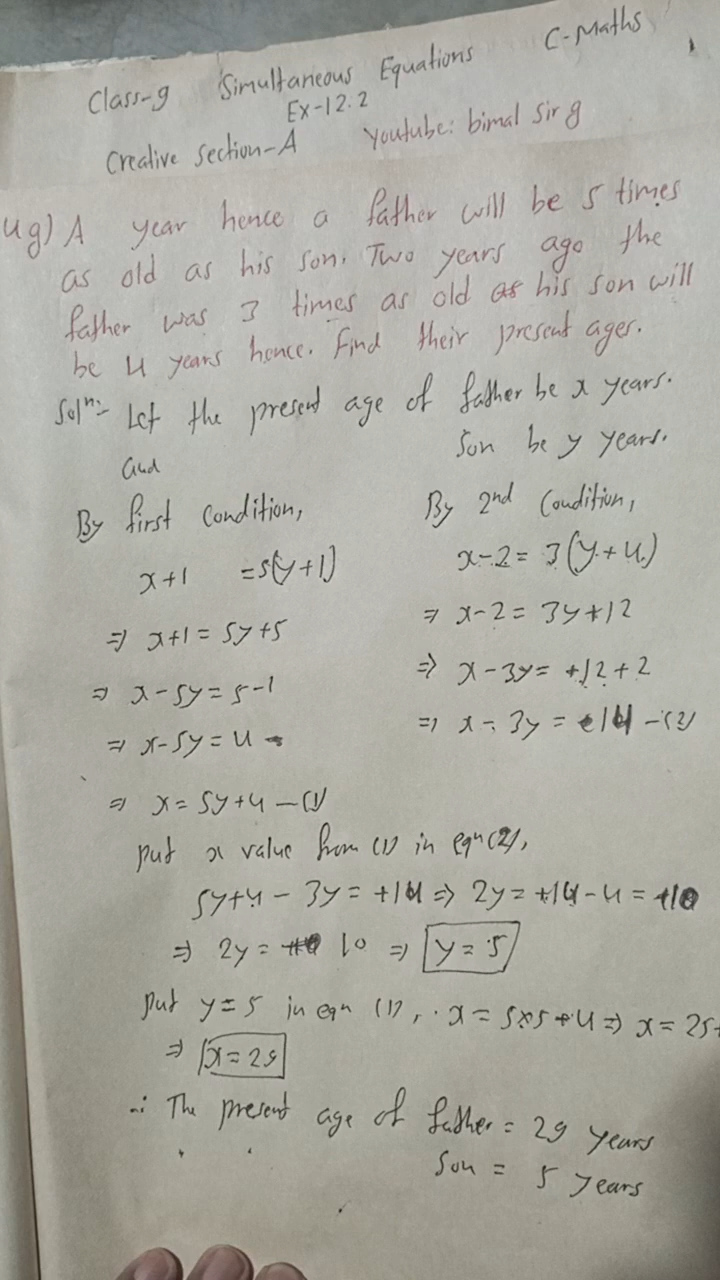 Class-9 Simultaneous Equations C-Maths
Ex-12.2
Creative Section-A Youtube: bimal Sir g
4g) A year hence a father will be 5 times
as old as his son. Two years ago the
father was 3 times as old as his son will
be 4 years hence. Find their present ages.
Solⁿ:- Let the present age of father be x years.
and Son be y years.
By first Condition,
x+1 =5(y+1)
⇒ x+1 = 5y+5
⇒ x-5y = 5-1
⇒ x-5y = 4
⇒ x = 5y+4 —(1)
By 2nd Condition,
x-2 = 3(y+4)
⇒ x-2 = 3y+12
⇒ x-3y = +12+2
⇒ x-3y = 14 —(2)
put x value from (1) in eqn(2),
5y+4 - 3y = +14 ⇒ 2y = +14-4 = +10
⇒ 2y = 10 ⇒ y = 5
put y=5 in eqn (1), x = 5×5+4 ⇒ x = 25+
⇒ x = 29
∴ The present age of father = 29 years
Son = 5 years